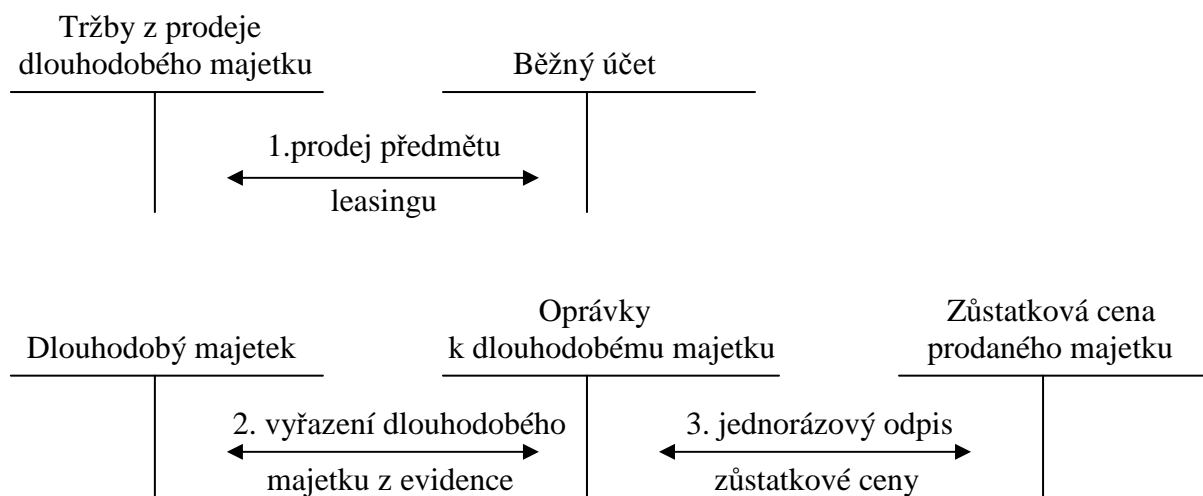 Tržby z prodeje
dlouhodobého majetku
Běžný účet
1.prodej předmětu
leasingu
Dlouhodobý majetek
Oprávky
k dlouhodobému majetku
Zůstatková cena
prodaného majetku
2. vyřazení dlouhodobého
majetku z evidence
3. jednorázový odpis
zůstatkové ceny